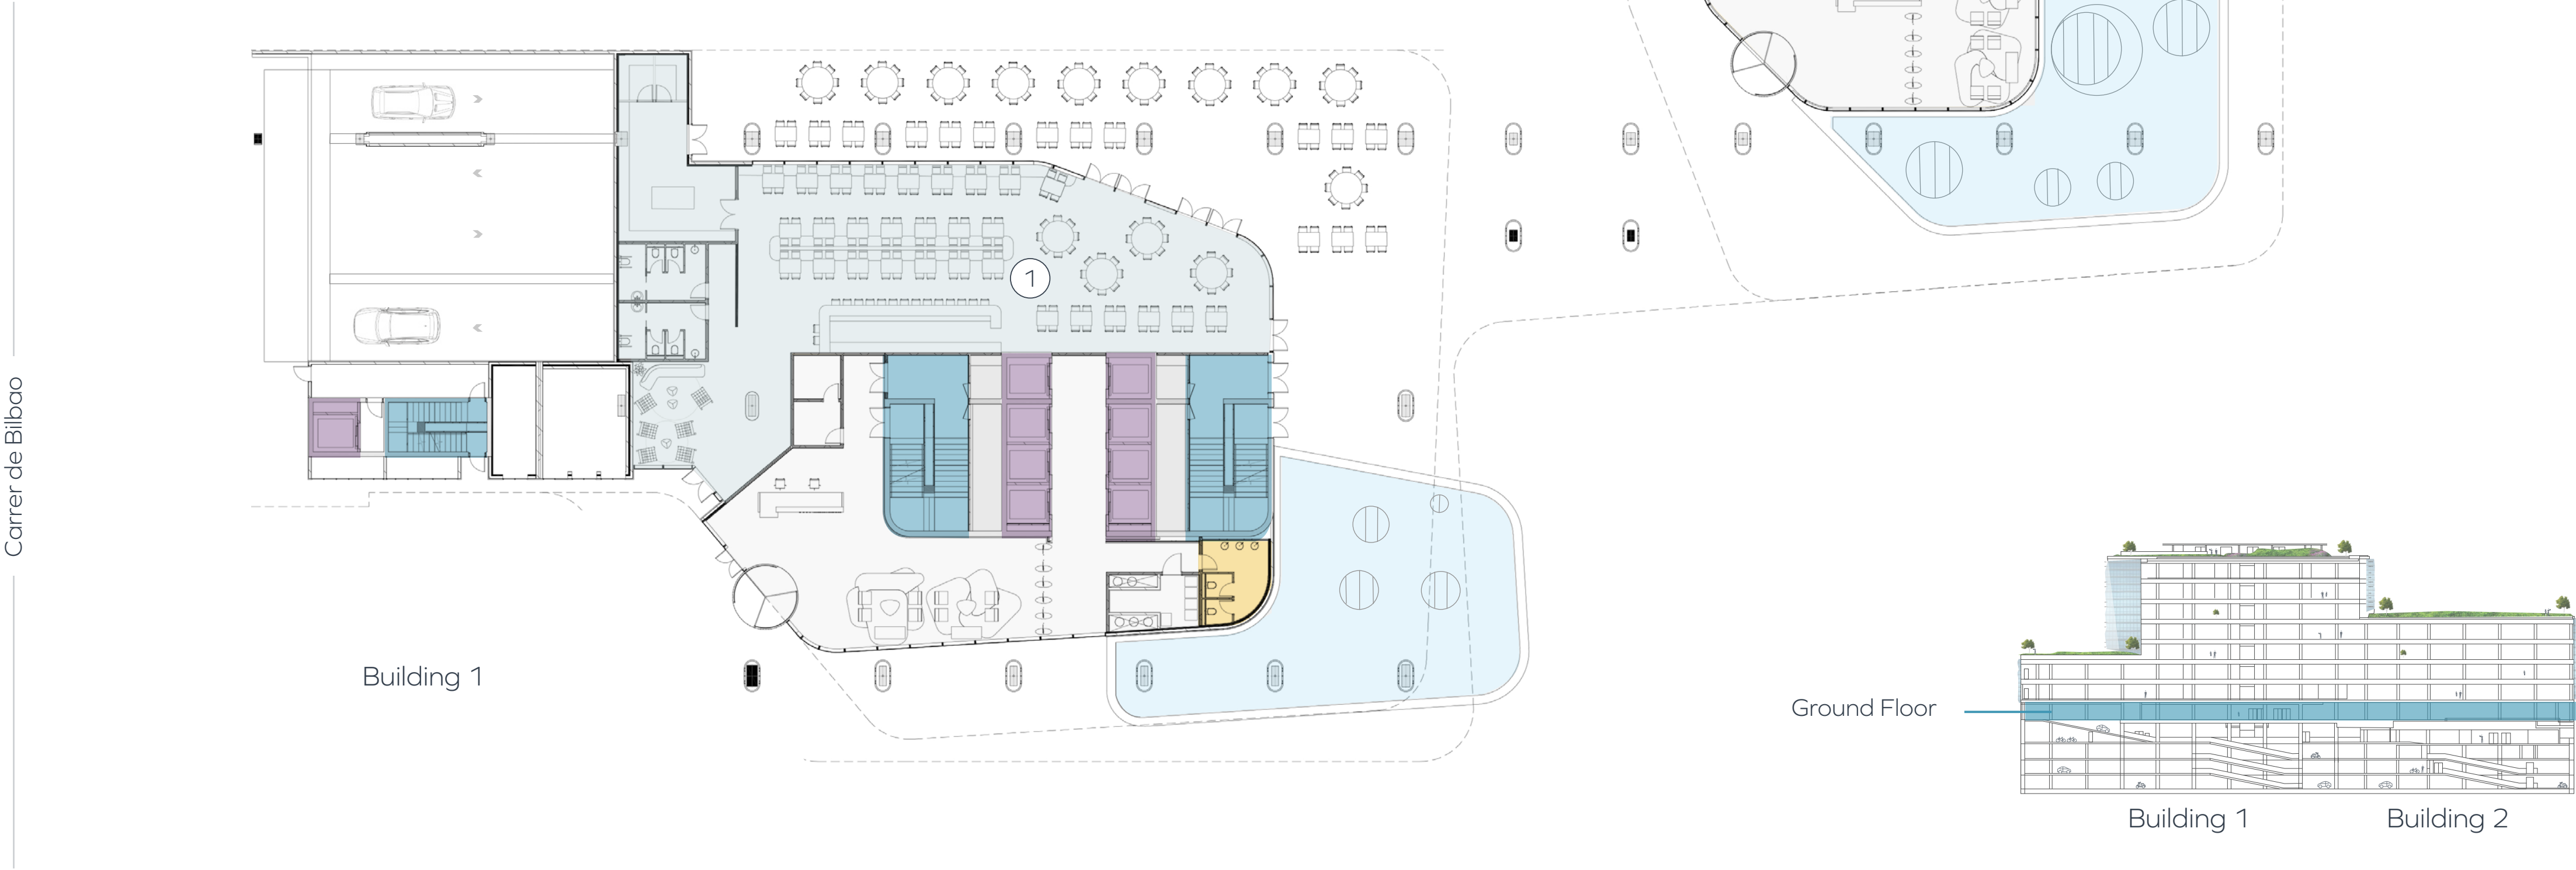 Carrer de Bilbao
1
Building 1
Ground Floor
Building 1
Building 2